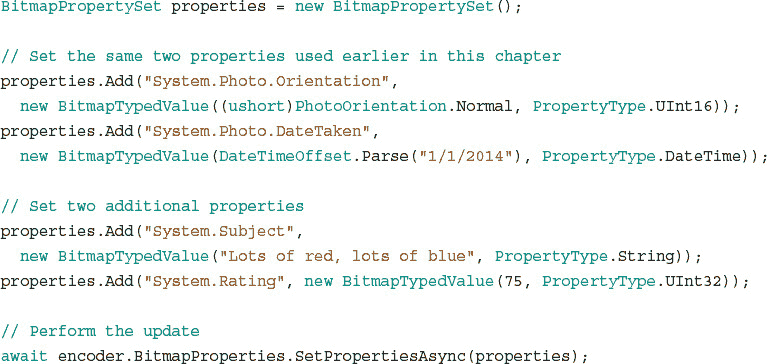 BitmapPropertySet properties = new BitmapPropertySet();
// Set the same two properties used earlier in this chapter
properties.Add("System.Photo.Orientation",
new BitmapTypedValue((ushort)PhotoOrientation.Normal, PropertyType.UInt16));
properties.Add("System.Photo.DateTaken",
new BitmapTypedValue(DateTimeOffset.Parse("1/1/2014"), PropertyType.DateTime));
// Set two additional properties
properties.Add("System.Subject",
new BitmapTypedValue("Lots of red, lots of blue", PropertyType.String));
properties.Add("System.Rating", new BitmapTypedValue(75, PropertyType.UInt32));
// Perform the update
await encoder.BitmapProperties.SetPropertiesAsync(properties);